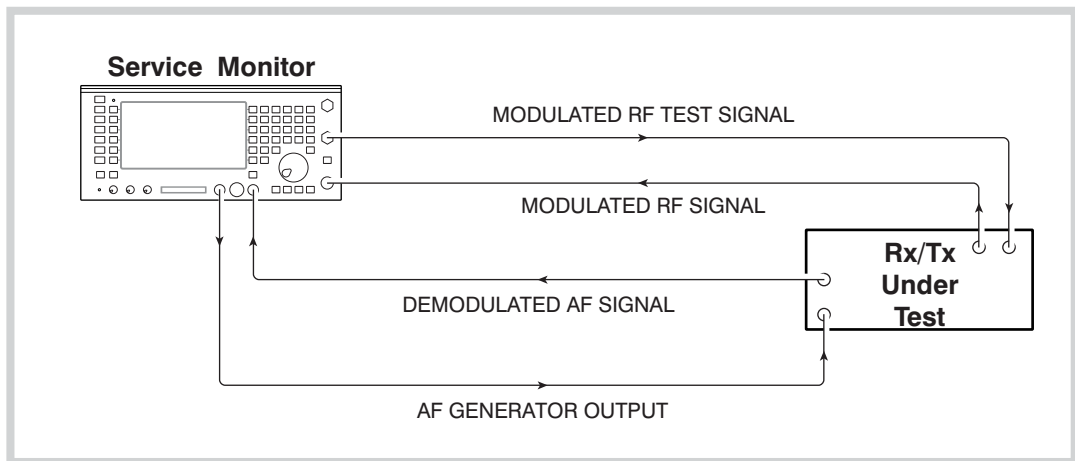 Service Monitor
MODULATED RF TEST SIGNAL
MODULATED RF SIGNAL
Rx/Tx
Under
Test
DEMODULATED AF SIGNAL
AF GENERATOR OUTPUT